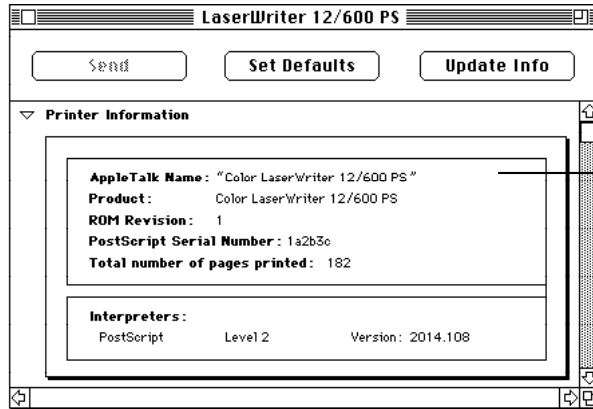 LaserWriter 12/600 PS
Send Set Defaults Update Info
Printer Information
AppleTalk Name: "Color LaserWriter 12/600 PS"
Product: Color LaserWriter 12/600 PS
ROM Revision: 1
PostScript Serial Number: 1a2b3c
Total number of pages printed: 182
Interpreters:
PostScript Level 2 Version: 2014.108